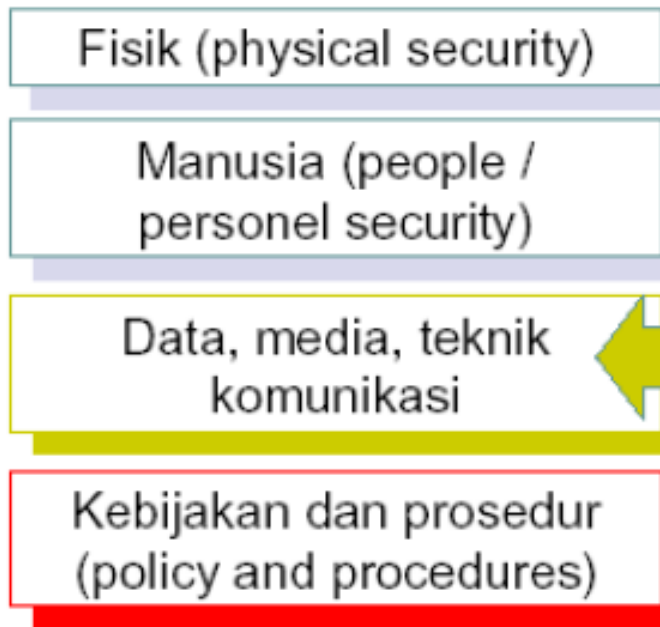 Fisik (physical security)
Manusia (people /
personel security)
Data, media, teknik
komunikasi
Kebijakan dan prosedur
(policy and procedures)